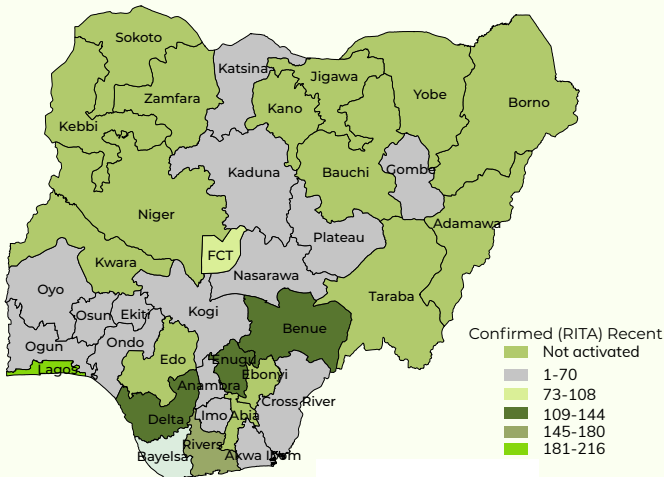 Sokoto
Katsina
Jigawa
Zamfara
Kano
Yobe
Borno
Kebbi
Kaduna
Bauchi
Gombe
Niger
Adamawa
Plateau
FCT
Kwara
Nasarawa
Oyo
Taraba
Kogi
Osun
Ekiti
Benue
Ogun
Ondo
Edo
Enugu
Lagos
Ebonyi
Anambra
Cross River
Delta
Imo
Abia
Rivers
Bayelsa
Akwa Ibom
Confirmed (RITA) Recent
Not activated
1-70
73-108
109-144
145-180
181-216